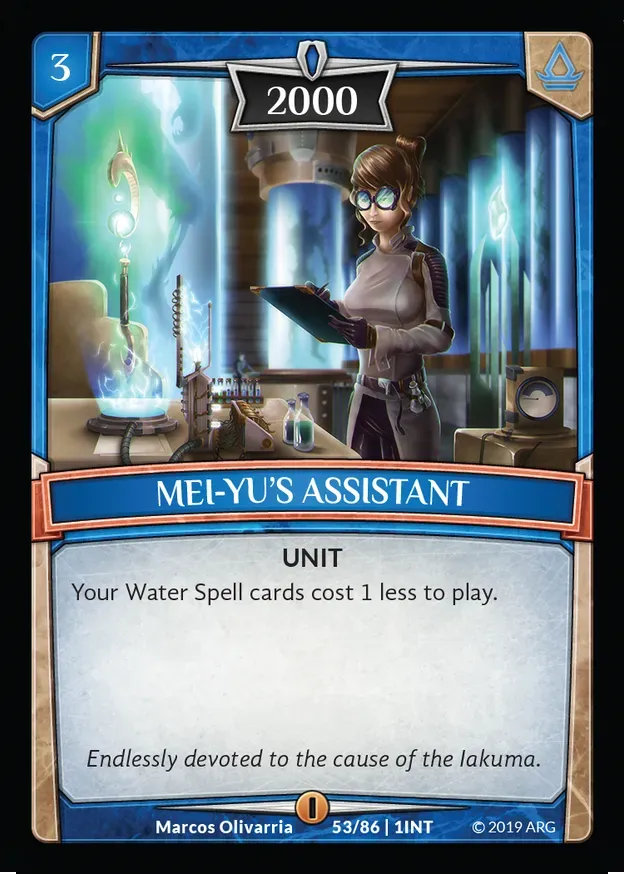 3
2000
MEI-YU'S ASSISTANT
UNIT
Your Water Spell cards cost 1 less to play.
Endlessly devoted to the cause of the Iakuma.
I
Marcos Olivarria 53/86 | 1INT © 2019 ARG